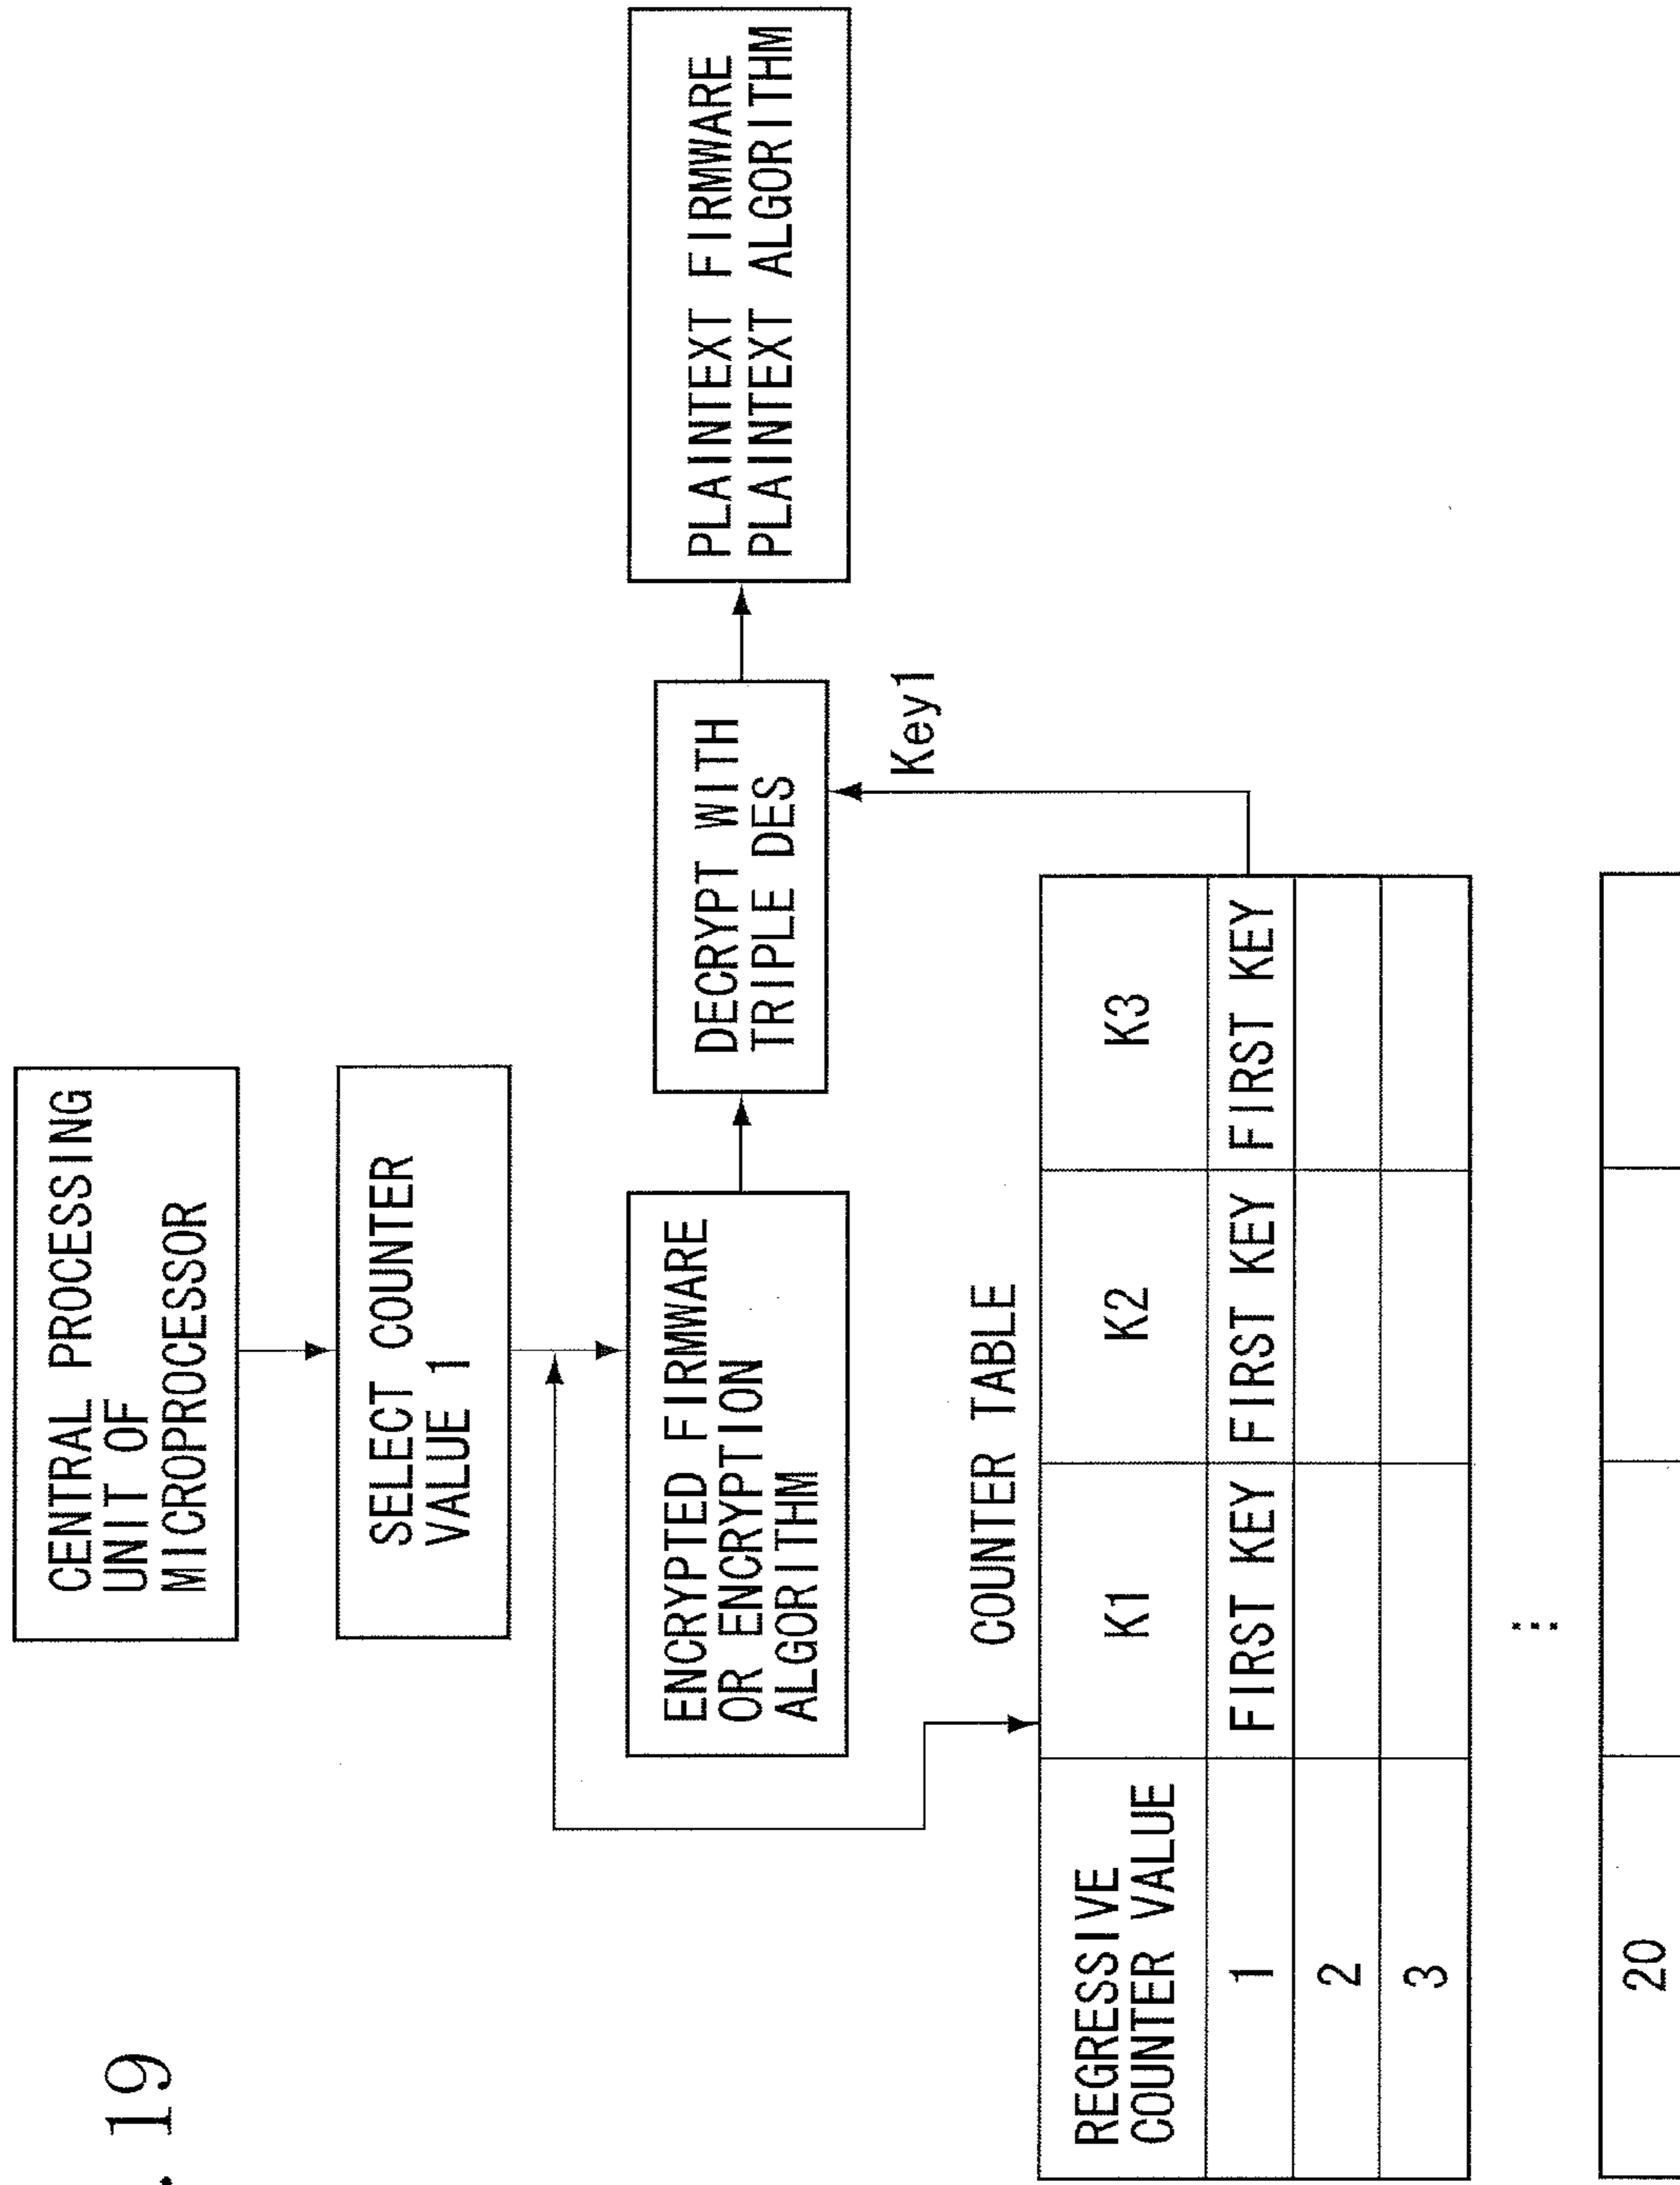 . 19
CENTRAL PROCESSING
UNIT OF
MICROPROCESSOR
SELECT COUNTER
VALUE 1
ENCRYPTED FIRMWARE
OR ENCRYPTION
ALGORITHM
DECRYPT WITH
TRIPLE DES
PLAINTEXT FIRMWARE
PLAINTEXT ALGORITHM
Key1
COUNTER TABLE
REGRESSIVE
COUNTER VALUE
K1
K2
K3
1
FIRST KEY
FIRST KEY
FIRST KEY
2
3
20